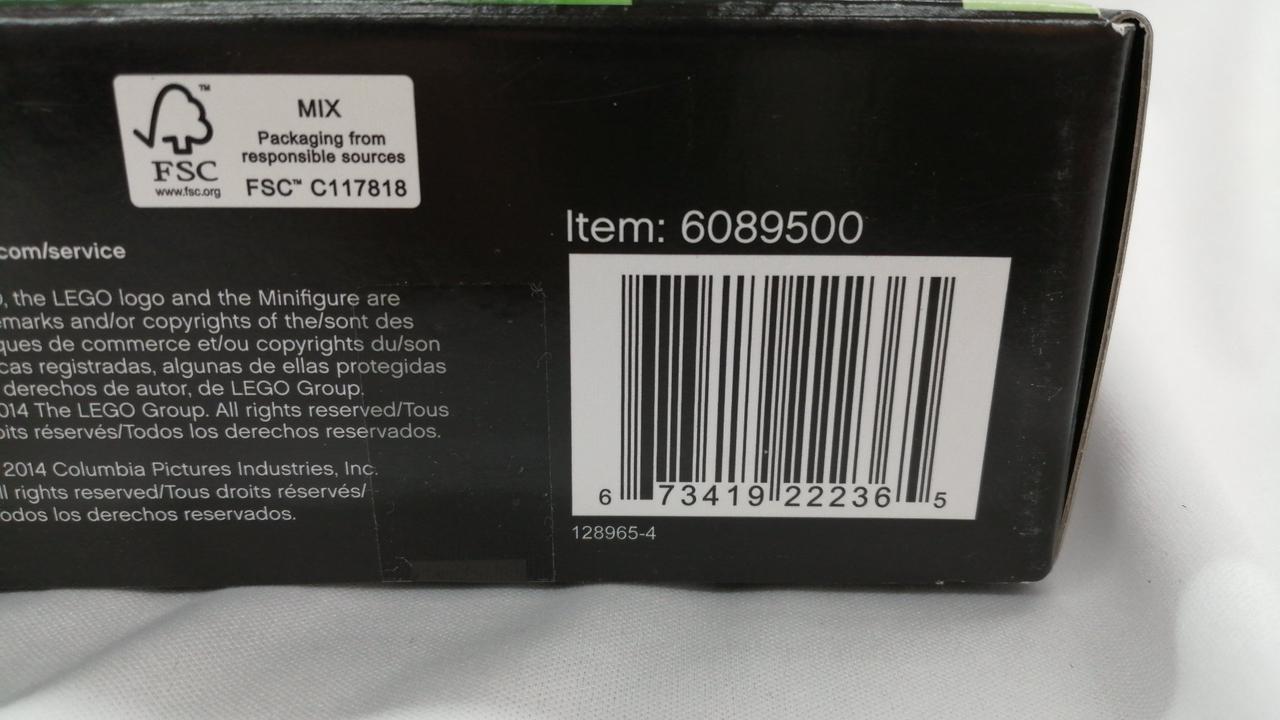 MIX
Packaging from
responsible sources
FSC™ C117818
™
FSC
www.fsc.org
Item: 6089500
com/service
, the LEGO logo and the Minifigure are
emarks and/or copyrights of the/sont des
ques de commerce et/ou copyrights du/son
cas registradas, algunas de ellas protegidas
derechos de autor, de LEGO Group.
014 The LEGO Group. All rights reserved/Tous
oits réservés/Todos los derechos reservados.
2014 Columbia Pictures Industries, Inc.
ll rights reserved/Tous droits réservés/
odos los derechos reservados.
6 73419 22236 5
128965-4